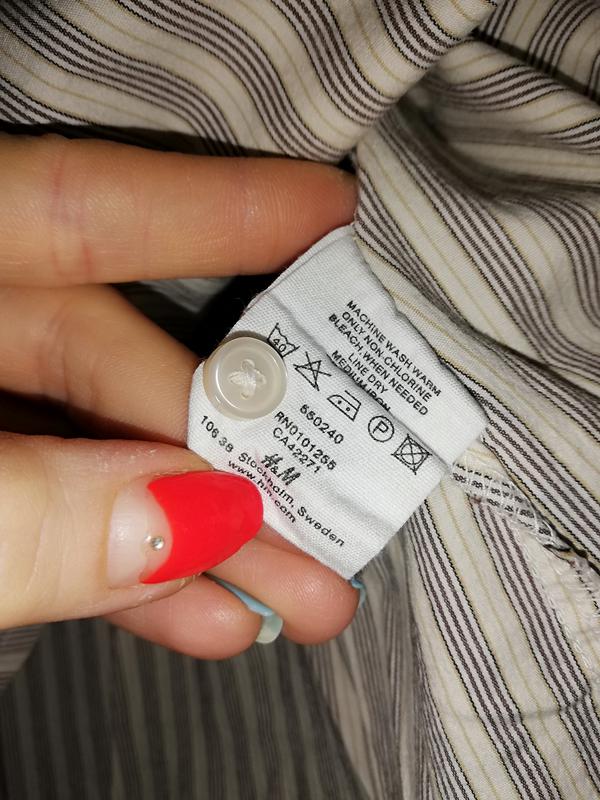 MACHINE WASH WARM
ONLY NON-CHLORINE
BLEACH ,WHEN NEEDED
LINE DRY
MEDIUM IRON
40
P
550240
RN0101255
CA42271
H&M
106 38 Stockholm, Sweden
www.hm.com